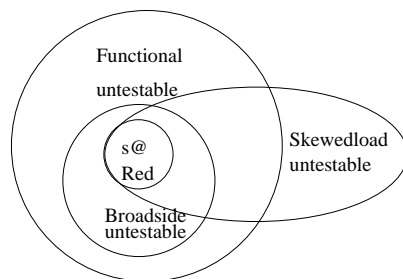 Functional
untestable
s@
Red
Skewedload
untestable
Broadside
untestable